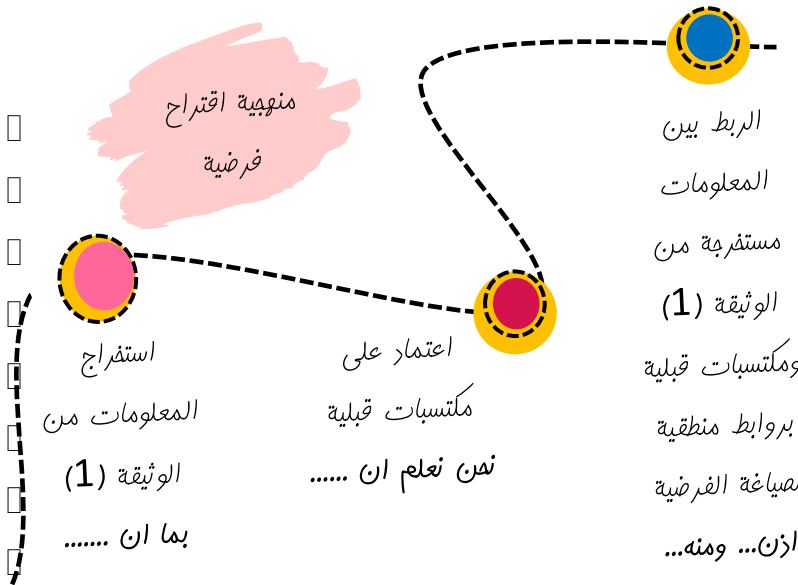 منهجية اقتراح
فرضية
الربط بين
المعلومات
مستخرجة من
الوثيقة (1)
ومكتسبات قبلية
بروابط منطقية
لصياغة الفرضية
اذن... ومنه...
اعتماد على
مكتسبات قبلية
نحن نعلم ان ......
استخراج
المعلومات من
الوثيقة (1)
بما ان .......